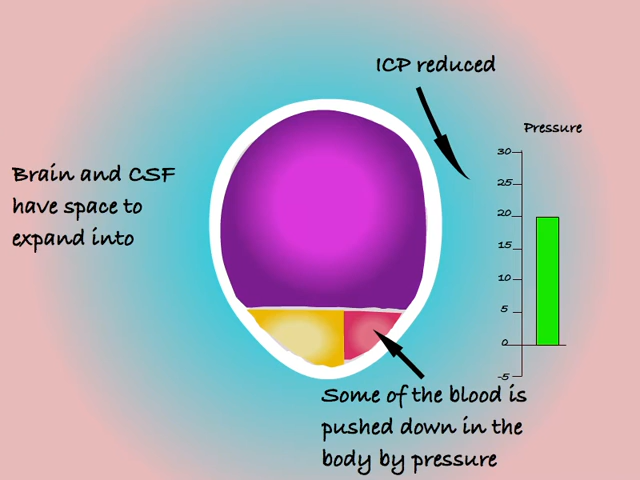 ICP reduced
Pressure
30
25
20
15
10
5
0
-5
Brain and CSF
have space to
expand into
Some of the blood is
pushed down in the
body by pressure